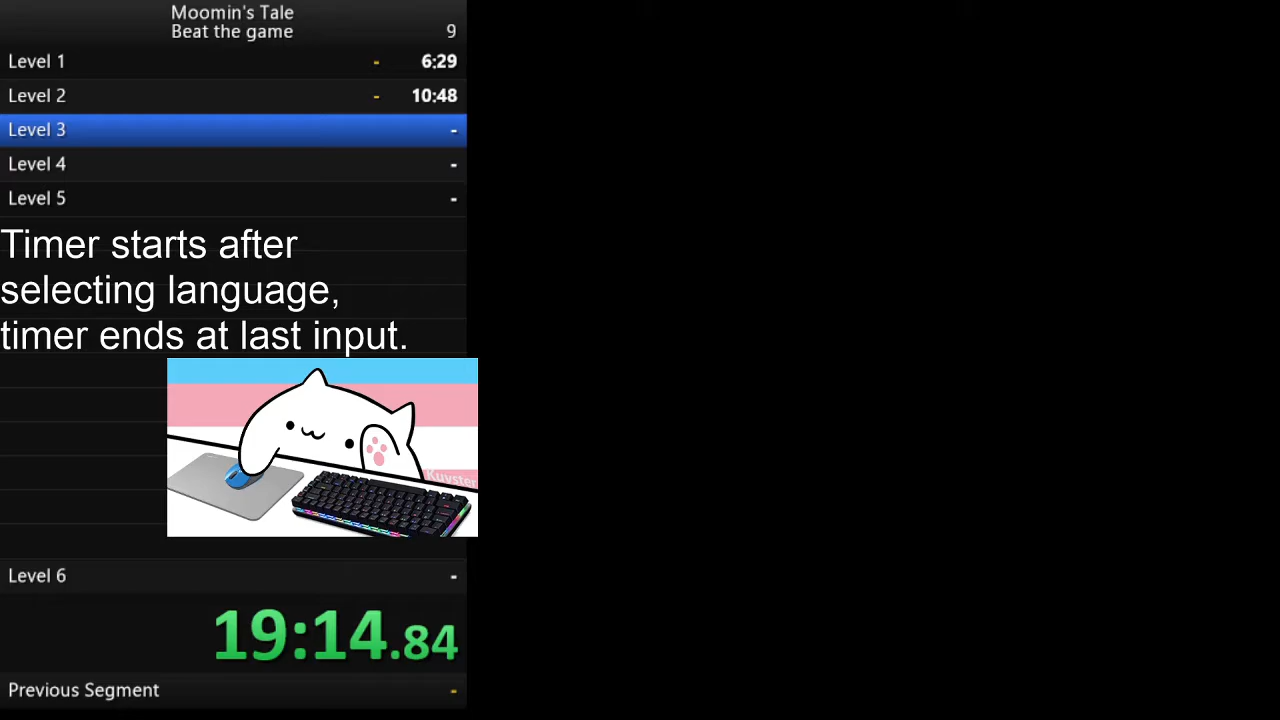 Moomin's Tale
Beat the game 9
Level 1 - 6:29
Level 2 - 10:48
Level 3 -
Level 4 -
Level 5 -
Timer starts after
selecting language,
timer ends at last input.
Kuvster
Level 6 -
19:14.84
Previous Segment -